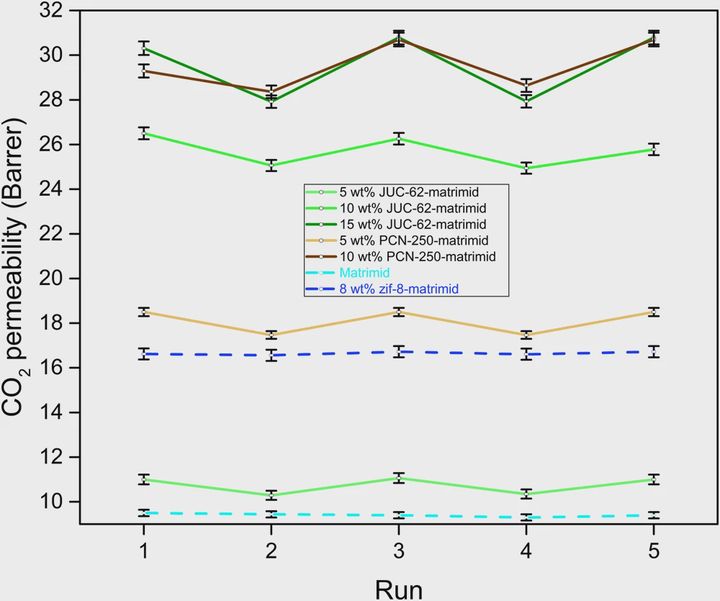 CO2 permeability (Barrer)
32
30
28
26
24
22
20
18
16
14
12
10
5 wt% JUC-62-matrimid
10 wt% JUC-62-matrimid
15 wt% JUC-62-matrimid
5 wt% PCN-250-matrimid
10 wt% PCN-250-matrimid
Matrimid
8 wt% zif-8-matrimid
1 2 3 4 5
Run